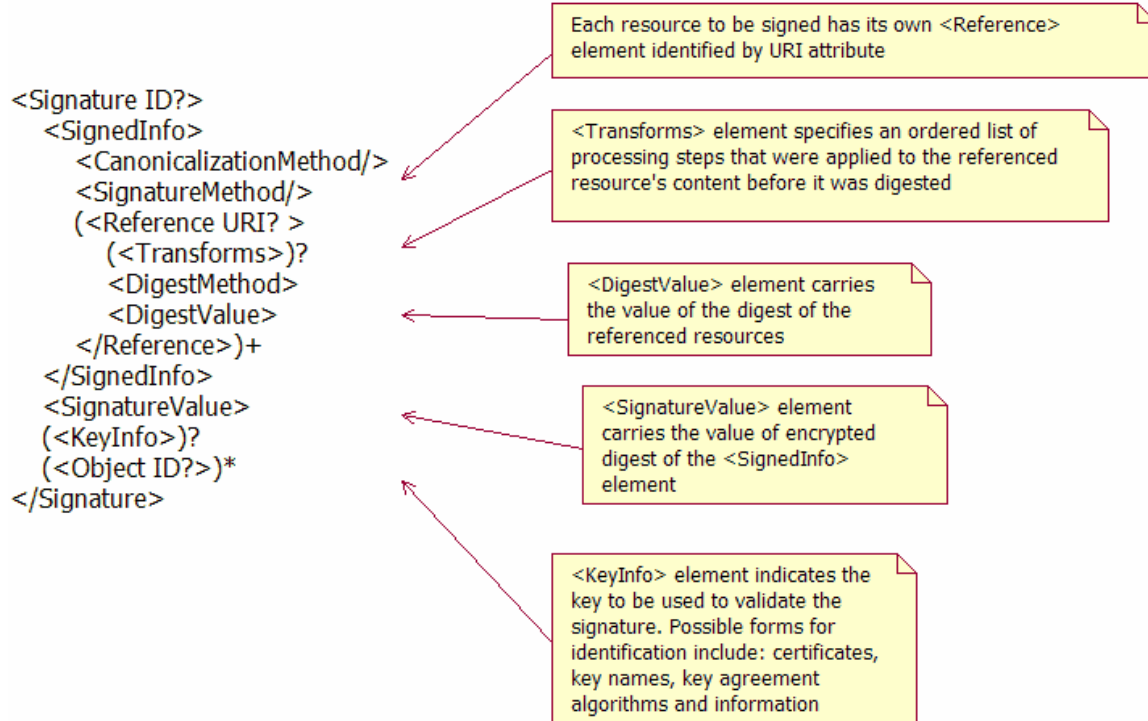 Each resource to be signed has its own <Reference>
element identified by URI attribute
<Signature ID?>
<SignedInfo>
<CanonicalizationMethod/>
<SignatureMethod/>
(<Reference URI? >
(<Transforms>)?
<DigestMethod>
<DigestValue>
</Reference>)+
</SignedInfo>
<SignatureValue>
(<KeyInfo>)?
(<Object ID?>)*
</Signature>
<Transforms> element specifies an ordered list of
processing steps that were applied to the referenced
resource's content before it was digested
<DigestValue> element carries
the value of the digest of the
referenced resources
<SignatureValue> element
carries the value of encrypted
digest of the <SignedInfo>
element
<KeyInfo> element indicates the
key to be used to validate the
signature. Possible forms for
identification include: certificates,
key names, key agreement
algorithms and information